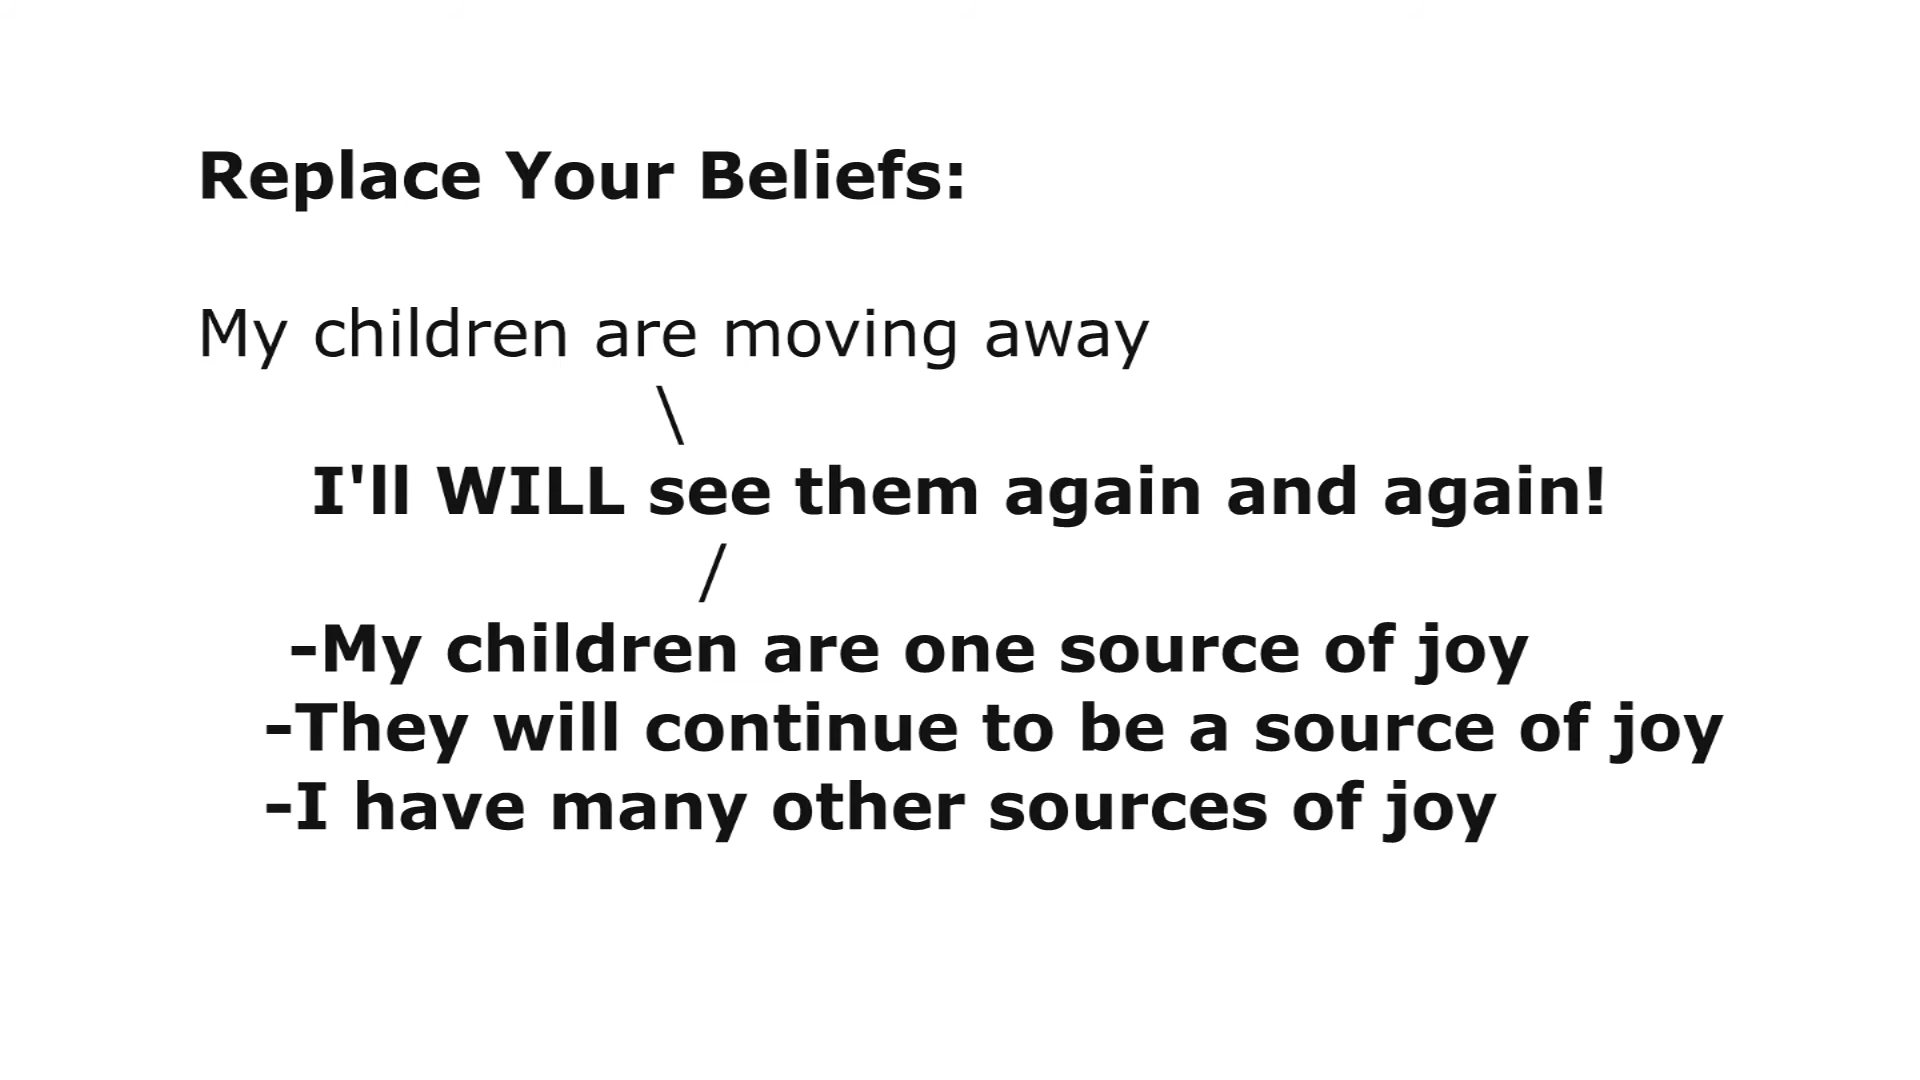 Replace Your Beliefs:
My children are moving away
\
I'll WILL see them again and again!
/
-My children are one source of joy
-They will continue to be a source of joy
-I have many other sources of joy